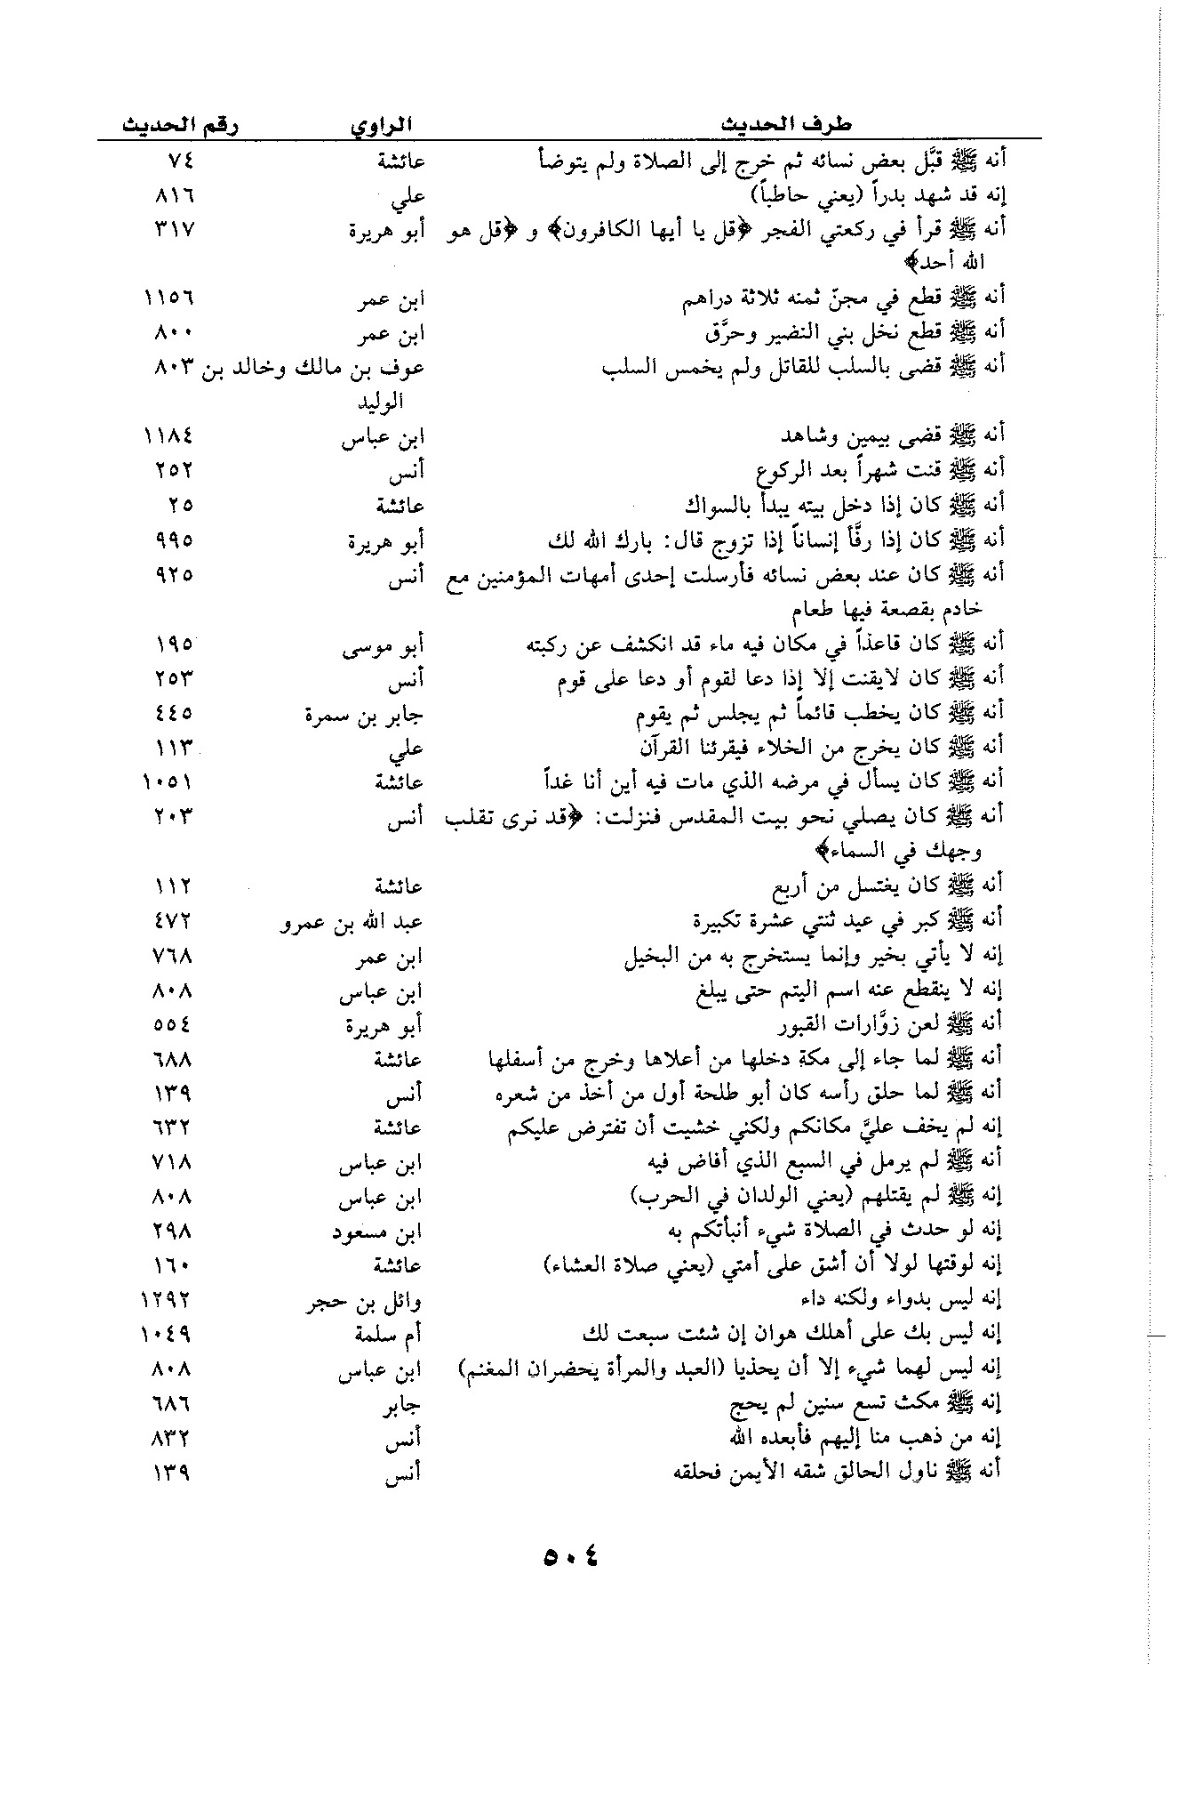 طرف الحديث الراوي رقم الحديث
أنه ﷺ قبَّل بعض نسائه ثم خرج إلى الصلاة ولم يتوضأ عائشة ٧٤
إنه قد شهد بدراً (يعني حاطباً) علي ٨١٦
أنه ﷺ قرأ في ركعتي الفجر ﴿قل يا أيها الكافرون﴾ و ﴿قل هو أبو هريرة ٣١٧
الله أحد﴾
أنه ﷺ قطع في مجنّ ثمنه ثلاثة دراهم ابن عمر ١١٥٦
أنه ﷺ قطع نخل بني النضير وحرَّق ابن عمر ٨٠٠
أنه ﷺ قضى بالسلب للقاتل ولم يخمس السلب عوف بن مالك وخالد بن ٨٠٣
الوليد
أنه ﷺ قضى بيمين وشاهد ابن عباس ١١٨٤
أنه ﷺ قنت شهراً بعد الركوع أنس ٢٥٢
أنه ﷺ كان إذا دخل بيته يبدأ بالسواك عائشة ٢٥
أنه ﷺ كان إذا رفَّأ إنساناً إذا تزوج قال: بارك الله لك أبو هريرة ٩٩٥
أنه ﷺ كان عند بعض نسائه فأرسلت إحدى أمهات المؤمنين مع أنس ٩٢٥
خادم بقصعة فيها طعام
أنه ﷺ كان قاعذاً في مكان فيه ماء قد انكشف عن ركبته أبو موسى ١٩٥
أنه ﷺ كان لايقنت إلا إذا دعا لقوم أو دعا على قوم أنس ٢٥٣
أنه ﷺ كان يخطب قائماً ثم يجلس ثم يقوم جابر بن سمرة ٤٤٥
أنه ﷺ كان يخرج من الخلاء فيقرئنا القرآن علي ١١٣
أنه ﷺ كان يسأل في مرضه الذي مات فيه أين أنا غداً عائشة ١٠٥١
أنه ﷺ كان يصلي نحو بيت المقدس فنزلت: ﴿قد نرى تقلب أنس ٢٠٣
وجهك في السماء﴾
أنه ﷺ كان يغتسل من أربع عائشة ١١٢
أنه ﷺ كبر في عيد ثنتي عشرة تكبيرة عبد الله بن عمرو ٤٧٢
إنه لا يأتي بخير وإنما يستخرج به من البخيل ابن عمر ٧٦٨
إنه لا ينقطع عنه اسم اليتم حتى يبلغ ابن عباس ٨٠٨
أنه ﷺ لعن زوَّارات القبور أبو هريرة ٥٥٤
أنه ﷺ لما جاء إلى مكة دخلها من أعلاها وخرج من أسفلها عائشة ٦٨٨
أنه ﷺ لما حلق رأسه كان أبو طلحة أول من أخذ من شعره أنس ١٣٩
إنه لم يخف عليَّ مكانكم ولكني خشيت أن تفترض عليكم عائشة ٦٣٢
أنه ﷺ لم يرمل في السبع الذي أفاض فيه ابن عباس ٧١٨
إنه ﷺ لم يقتلهم (يعني الولدان في الحرب) ابن عباس ٨٠٨
إنه لو حدث في الصلاة شيء أنبأتكم به ابن مسعود ٢٩٨
إنه لوقتها لولا أن أشق على أمتي (يعني صلاة العشاء) عائشة ١٦٠
إنه ليس بدواء ولكنه داء وائل بن حجر ١٢٩٢
إنه ليس بك على أهلك هوان إن شئت سبعت لك أم سلمة ١٠٤٩
إنه ليس لهما شيء إلا أن يحذيا (العبد والمرأة يحضران المغنم) ابن عباس ٨٠٨
إنه ﷺ مكث تسع سنين لم يحج جابر ٦٨٦
إنه من ذهب منا إليهم فأبعده الله أنس ٨٣٢
أنه ﷺ ناول الحالق شقه الأيمن فحلقه أنس ١٣٩
٥٠٤